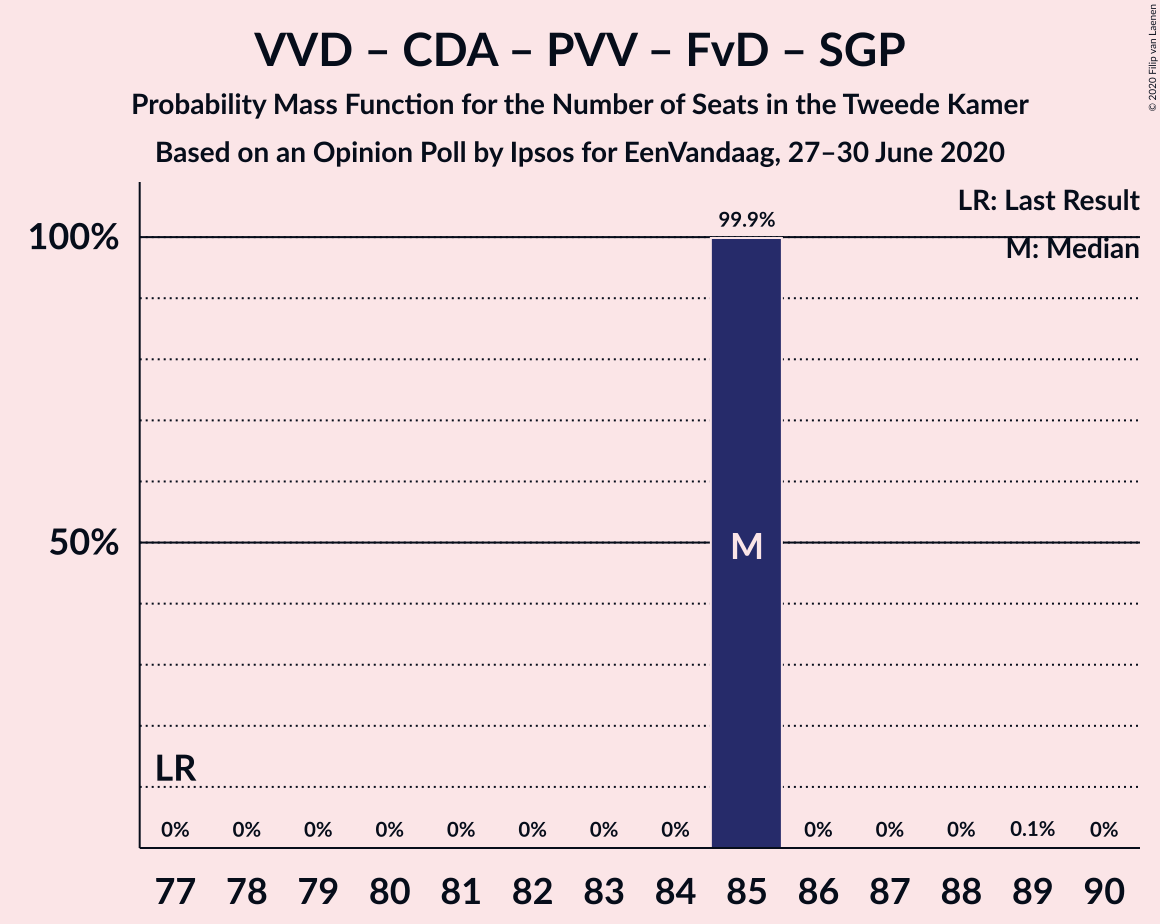 VVD – CDA – PVV – FvD – SGP
Probability Mass Function for the Number of Seats in the Tweede Kamer
Based on an Opinion Poll by Ipsos for EenVandaag, 27–30 June 2020
© 2020 Filip van Laenen
LR: Last Result
M: Median
99.9%
100%
50%
M
LR
0% 0% 0% 0% 0% 0% 0% 0% 0% 0% 0% 0.1% 0%
77 78 79 80 81 82 83 84 85 86 87 88 89 90